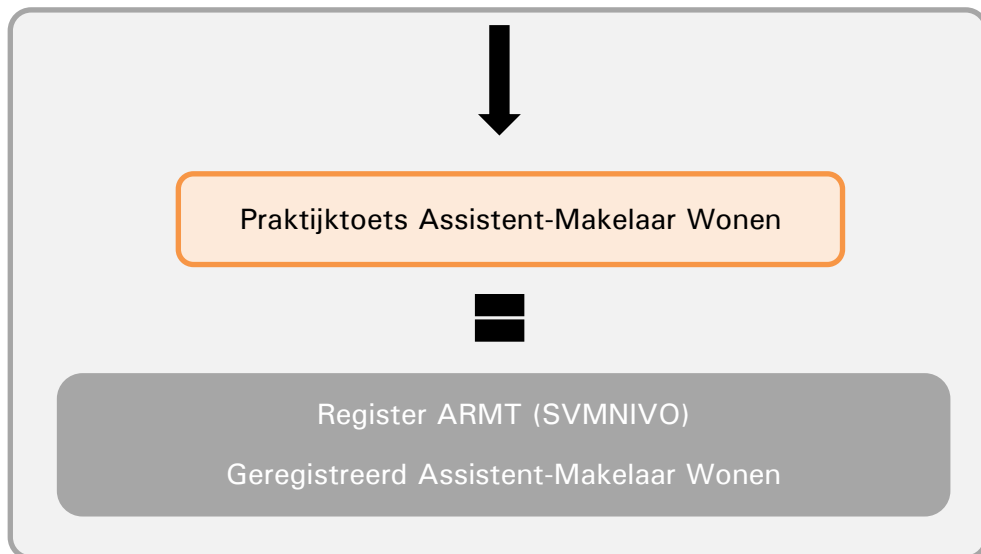 Praktijktoets Assistent-Makelaar Wonen
Register ARMT (SVMNIVO)
Geregistreerd Assistent-Makelaar Wonen